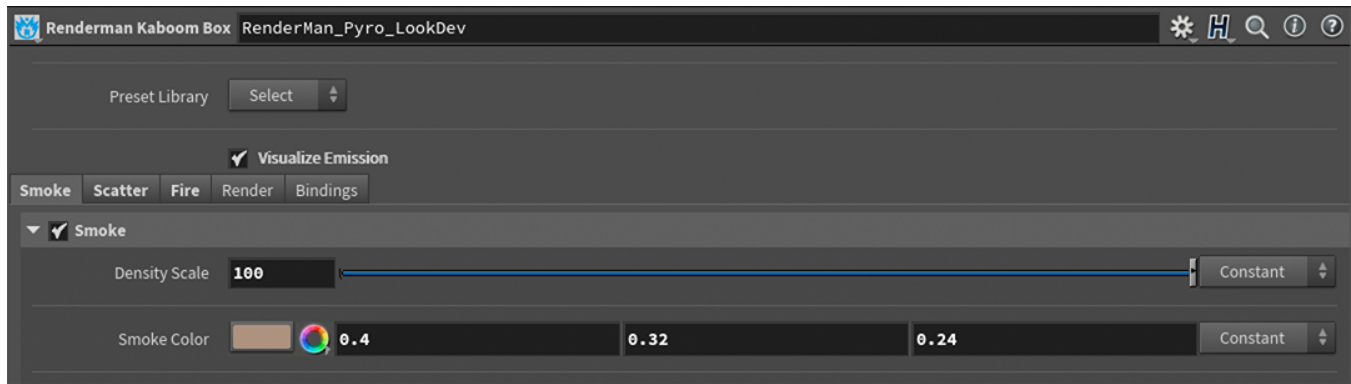 Renderman Kaboom Box RenderMan_Pyro_LookDev
Preset Library Select
Visualize Emission
Smoke Scatter Fire Render Bindings
Smoke
Density Scale 100 Constant
Smoke Color 0.4 0.32 0.24 Constant